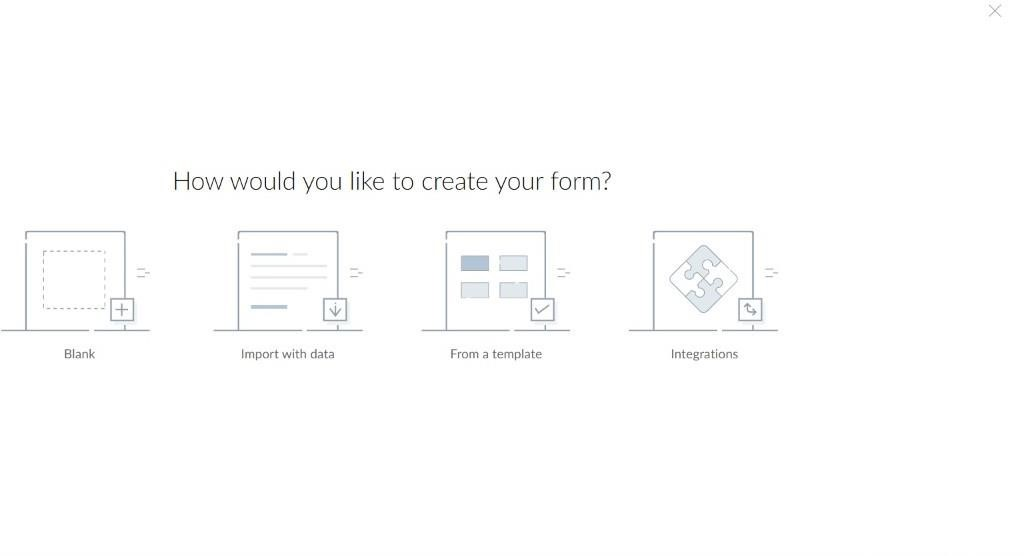 How would you like to create your form?
Blank
Import with data
From a template
Integrations